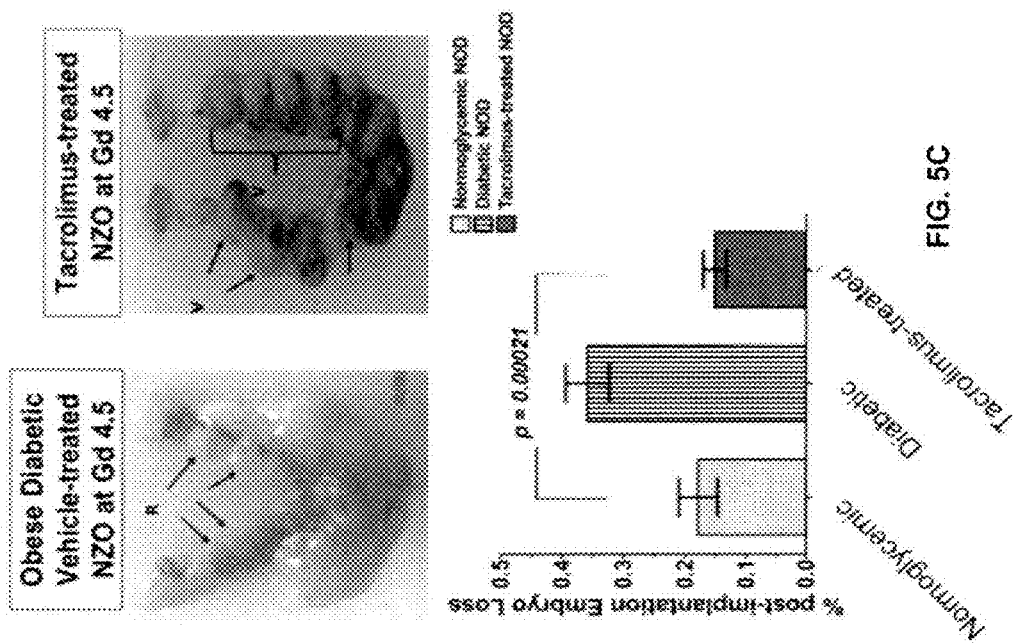 Obese Diabetic
Vehicle-treated
NZO at Gd 4.5
Tacrolimus-treated
NZO at Gd 4.5
R
V
Normoglycemic NOD
Diabetic NOD
Tacrolimus-treated NOD
% post-implantation Embryo Loss
0.5
0.4
0.3
0.2
0.1
0.0
p = 0.00021
Normoglycemic
Diabetic
Tacrolimus-treated
FIG. 5C